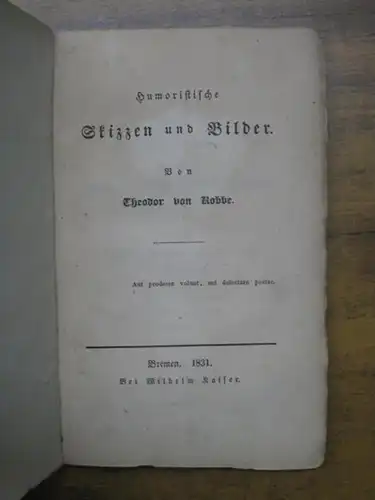 Humoristische
Skizzen und Bilder.
Von
Theodor von Kobbe.
Aut prodesse volunt, aut delectare poetae.
Bremen, 1831.
Bei Wilhelm Kaiser.